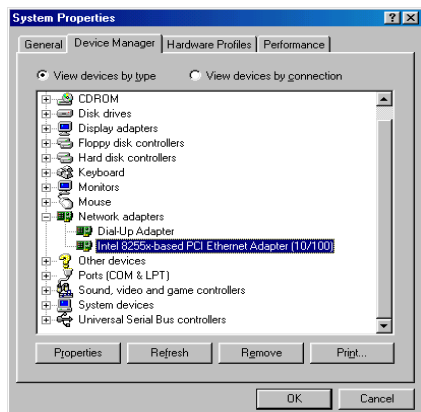 System Properties
General Device Manager Hardware Profiles Performance
View devices by type View devices by connection
CDROM
Disk drives
Display adapters
Floppy disk controllers
Hard disk controllers
Keyboard
Monitors
Mouse
Network adapters
Dial-Up Adapter
Intel 8255x-based PCI Ethernet Adapter (10/100)
Other devices
Ports (COM & LPT)
Sound, video and game controllers
System devices
Universal Serial Bus controllers
Properties Refresh Remove Print...
OK Cancel